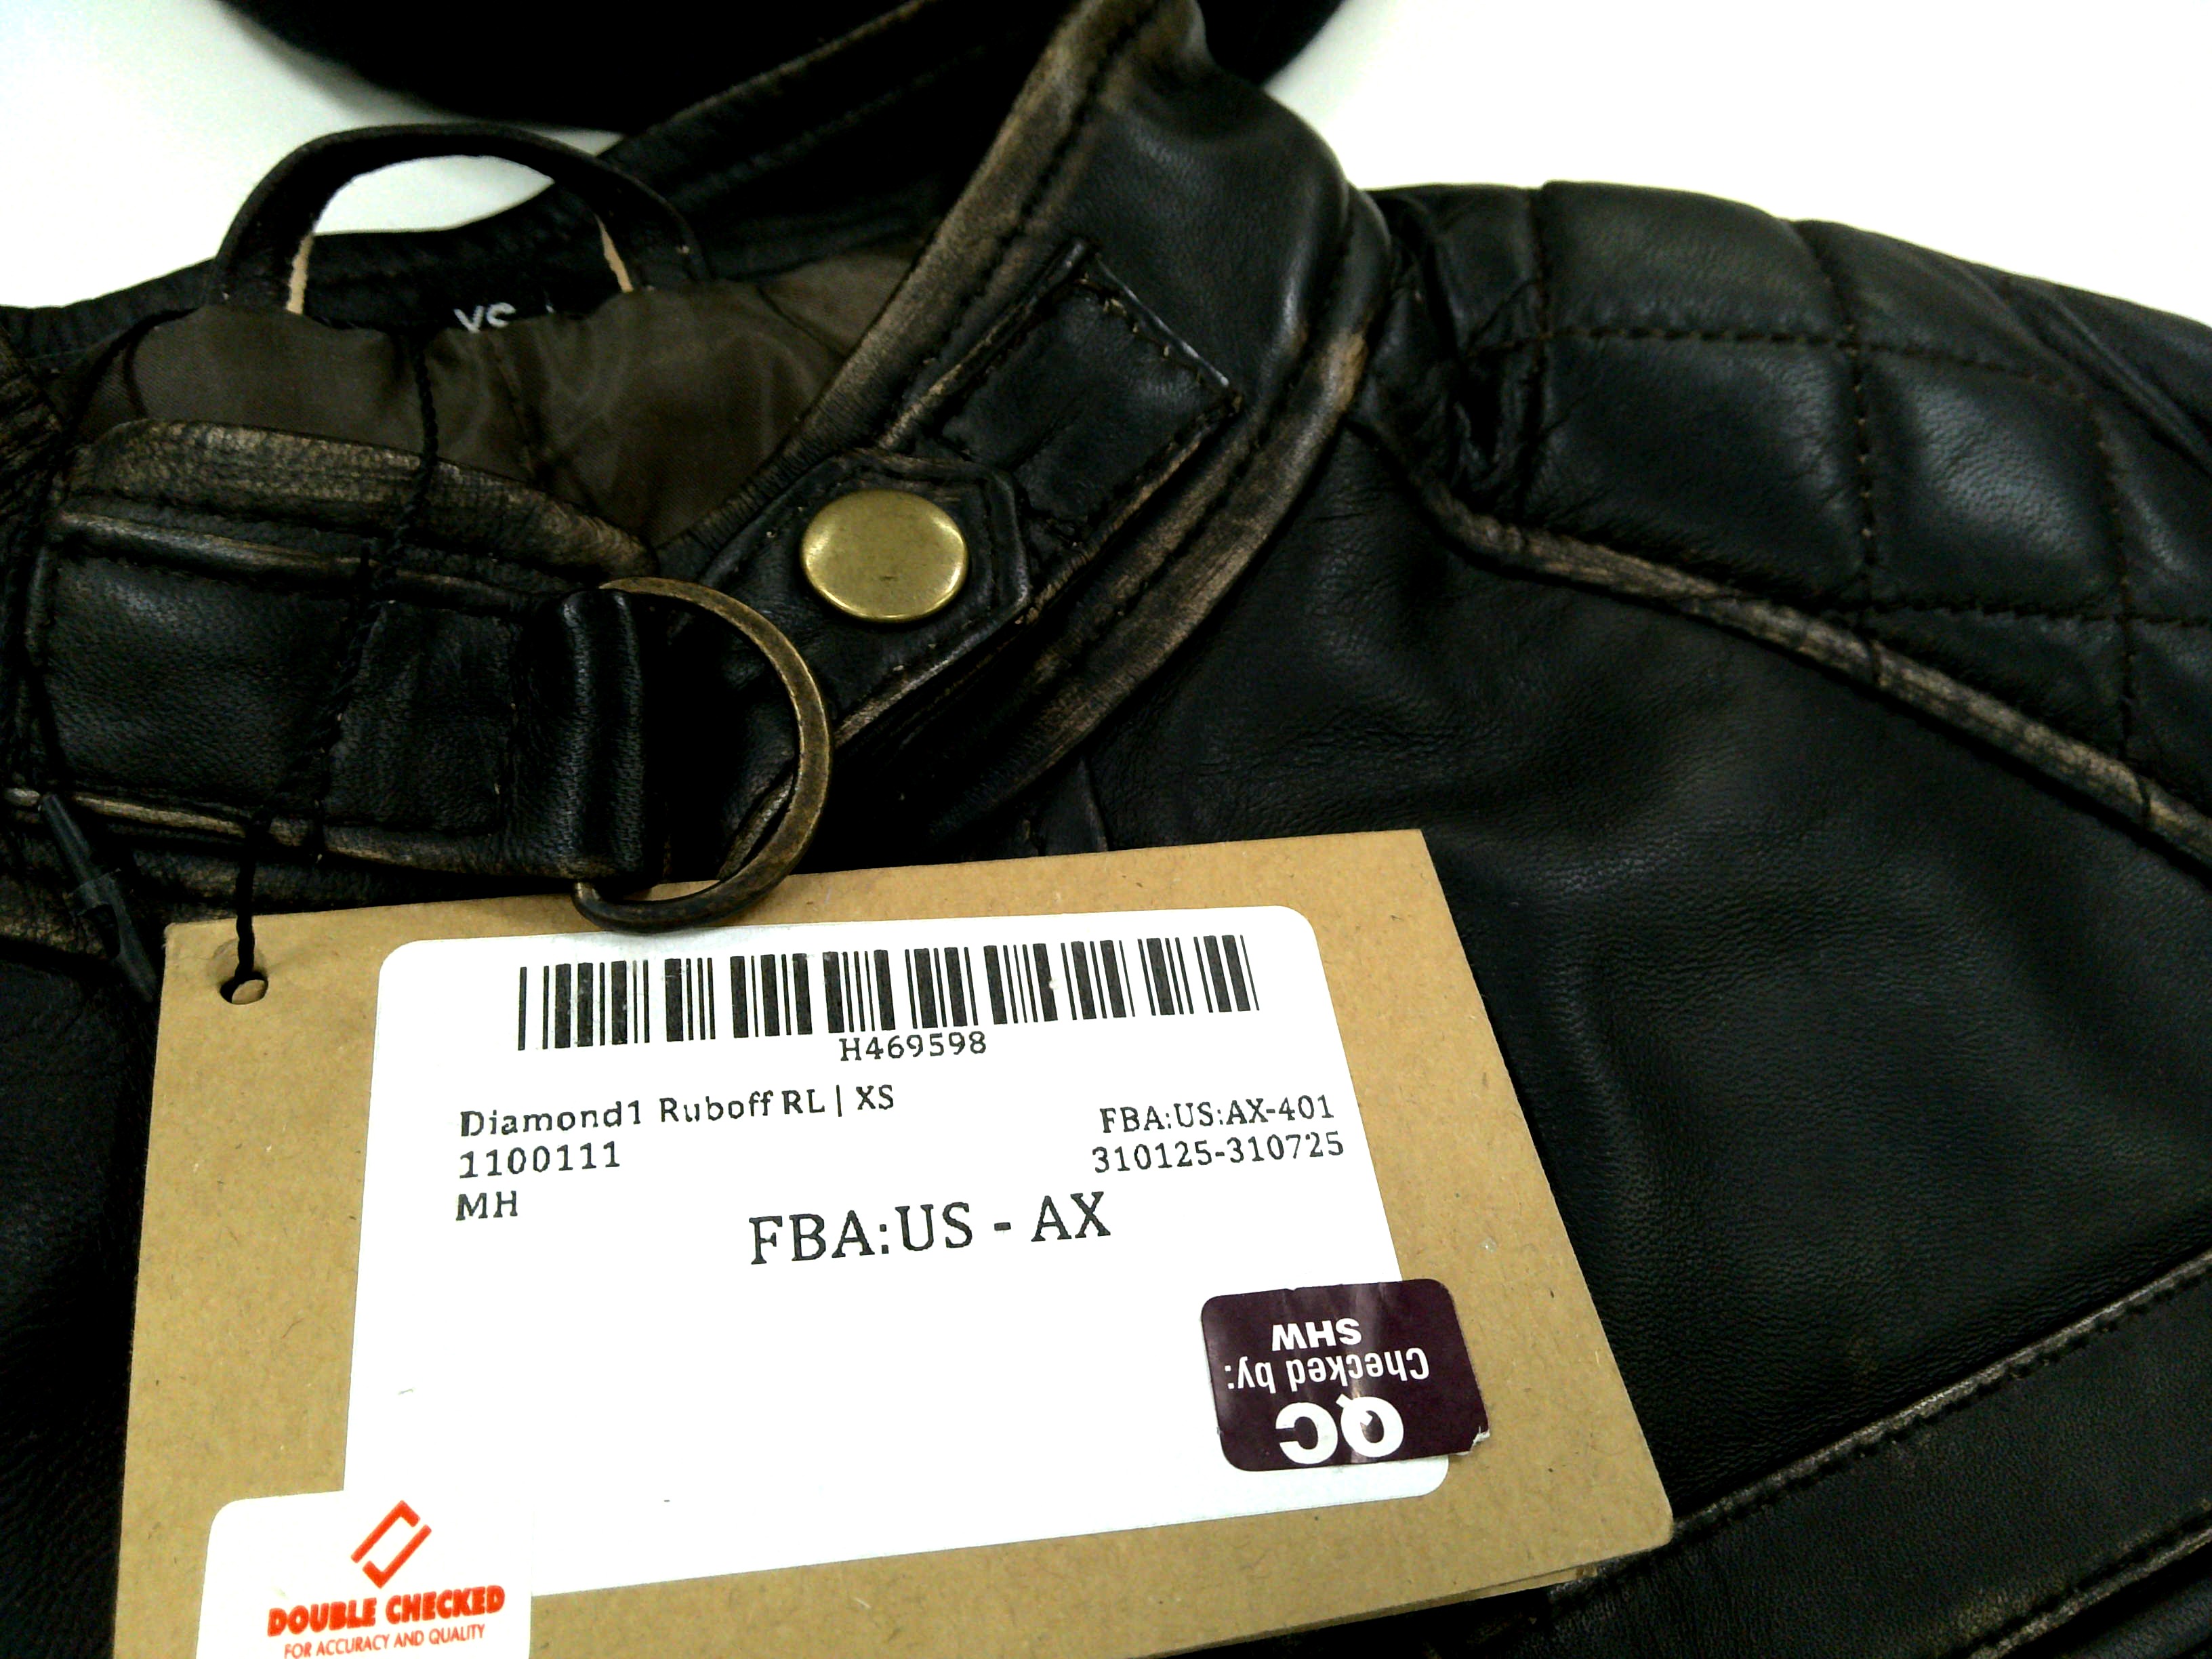 XS
H469598
Diamond1 Ruboff RL | XS
1100111
MH
FBA:US:AX-401
310125-310725
FBA:US - AX
QC
Checked by:
SHW
DOUBLE CHECKED
FOR ACCURACY AND QUALITY